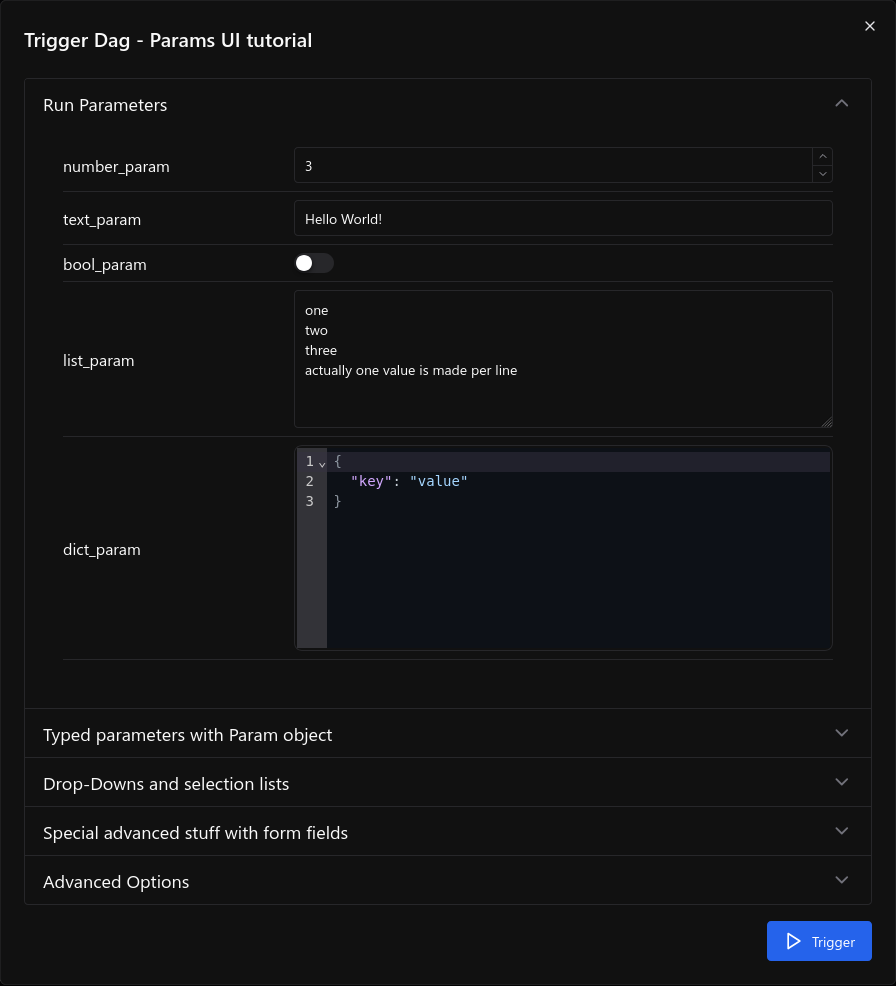 Trigger Dag - Params UI tutorial
Run Parameters
number_param
3
text_param
Hello World!
bool_param
list_param
one
two
three
actually one value is made per line
dict_param
1 {
2 "key": "value"
3 }
Typed parameters with Param object
Drop-Downs and selection lists
Special advanced stuff with form fields
Advanced Options
Trigger